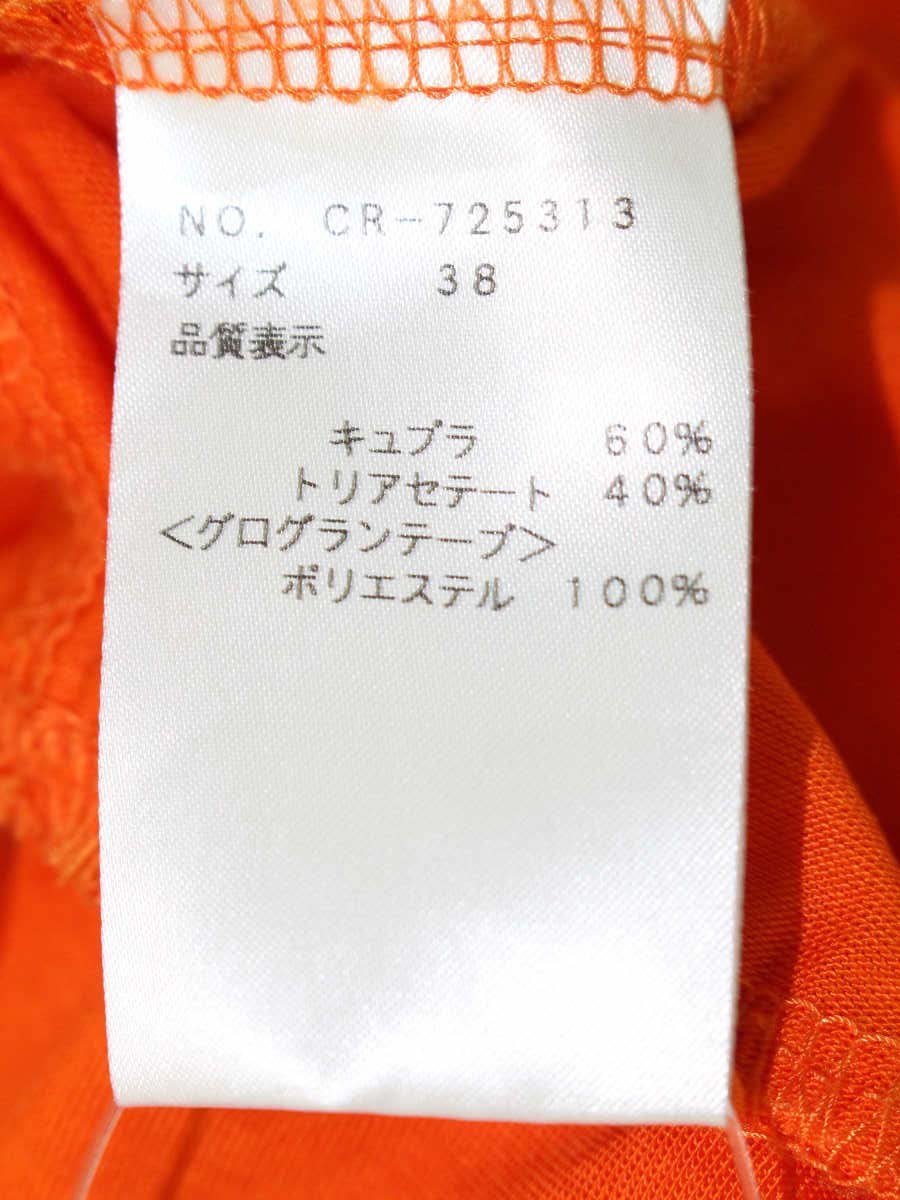 NO. CR-725313
サイズ 38
品質表示
キュプラ 60%
トリアセテート 40%
<グログランテープ>
ポリエステル 100%